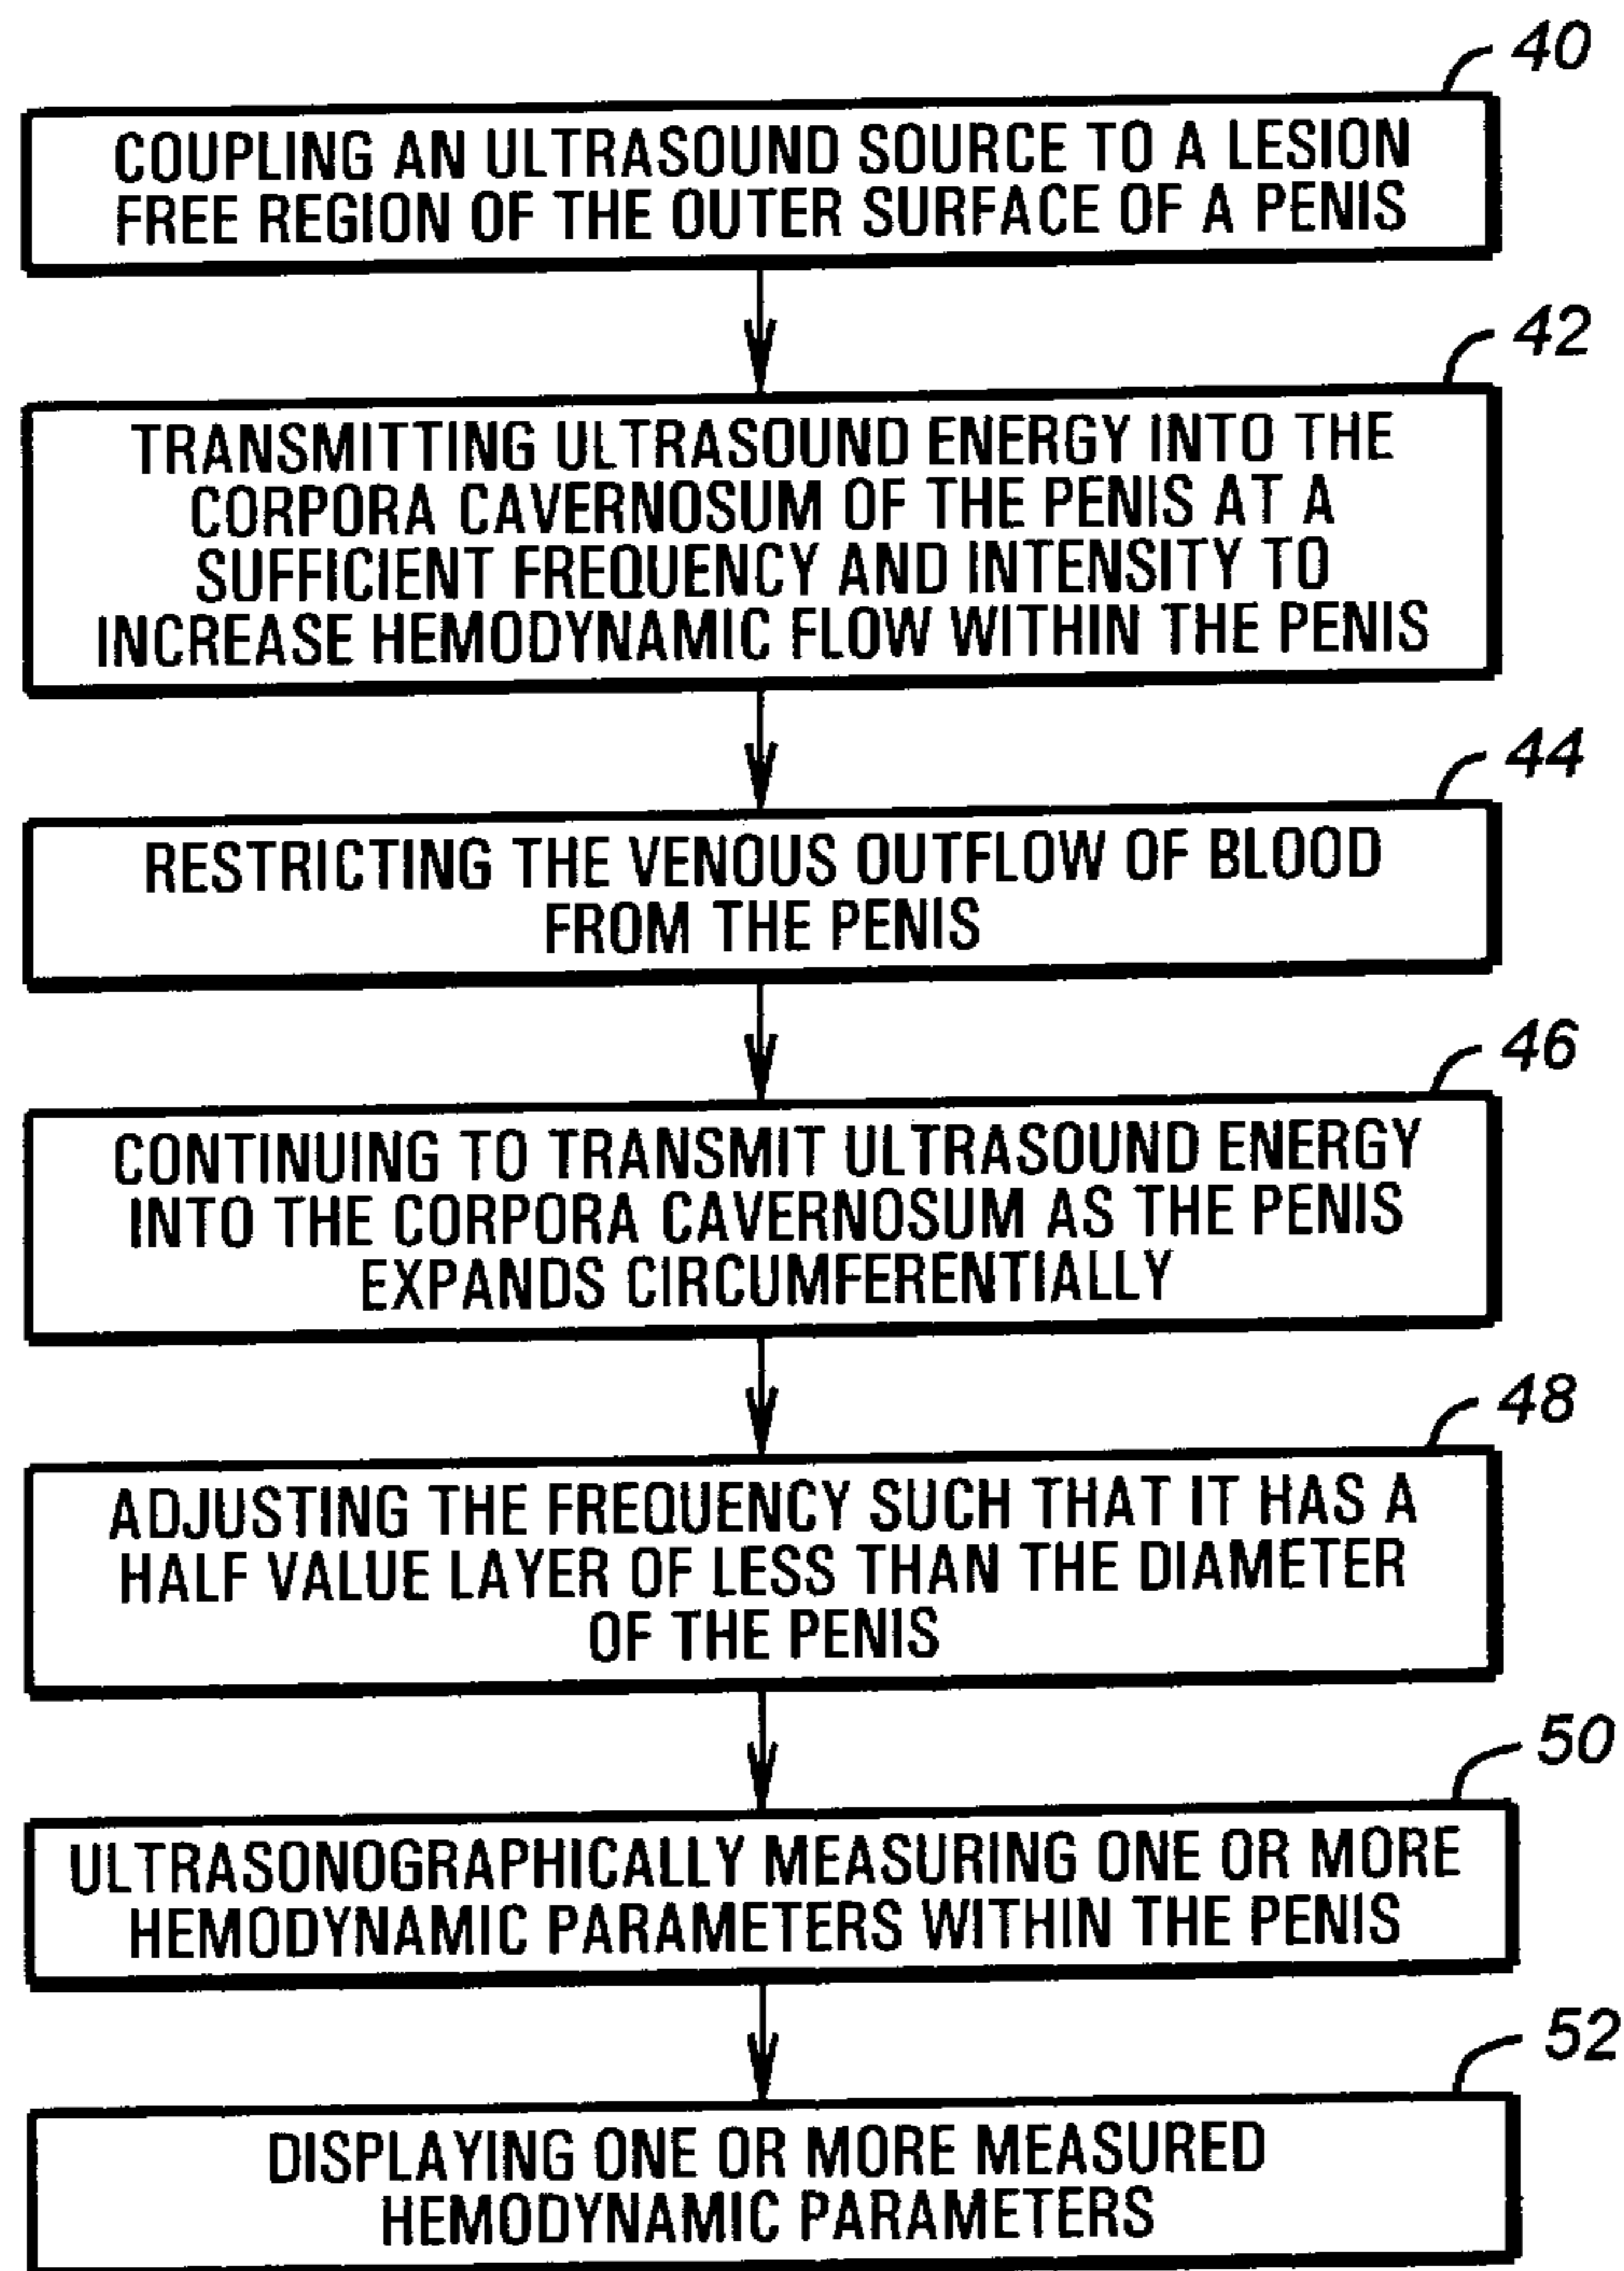 40
COUPLING AN ULTRASOUND SOURCE TO A LESION
FREE REGION OF THE OUTER SURFACE OF A PENIS
42
TRANSMITTING ULTRASOUND ENERGY INTO THE
CORPORA CAVERNOSUM OF THE PENIS AT A
SUFFICIENT FREQUENCY AND INTENSITY TO
INCREASE HEMODYNAMIC FLOW WITHIN THE PENIS
44
RESTRICTING THE VENOUS OUTFLOW OF BLOOD
FROM THE PENIS
46
CONTINUING TO TRANSMIT ULTRASOUND ENERGY
INTO THE CORPORA CAVERNOSUM AS THE PENIS
EXPANDS CIRCUMFERENTIALLY
48
ADJUSTING THE FREQUENCY SUCH THAT IT HAS A
HALF VALUE LAYER OF LESS THAN THE DIAMETER
OF THE PENIS
50
ULTRASONOGRAPHICALLY MEASURING ONE OR MORE
HEMODYNAMIC PARAMETERS WITHIN THE PENIS
52
DISPLAYING ONE OR MORE MEASURED
HEMODYNAMIC PARAMETERS